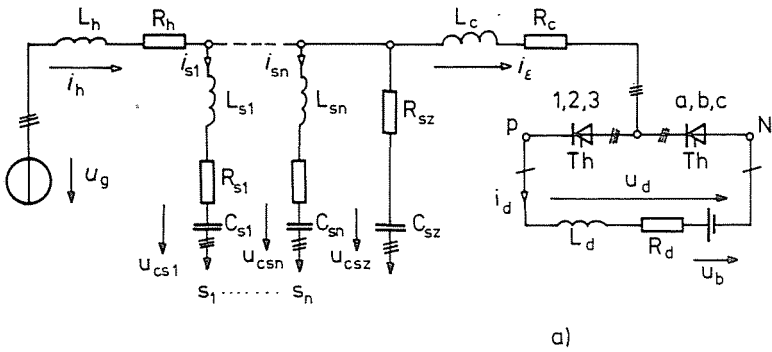 L_h R_h L_c R_c
i_h i_s1 i_sn i_ε
L_s1 L_sn R_sz
1,2,3 a,b,c
P N
Th Th
u_g R_s1 u_d
i_d
C_s1 C_sn C_sz
L_d R_d
u_cs1 u_csn u_csz u_b
s_1 ...... s_n
a)